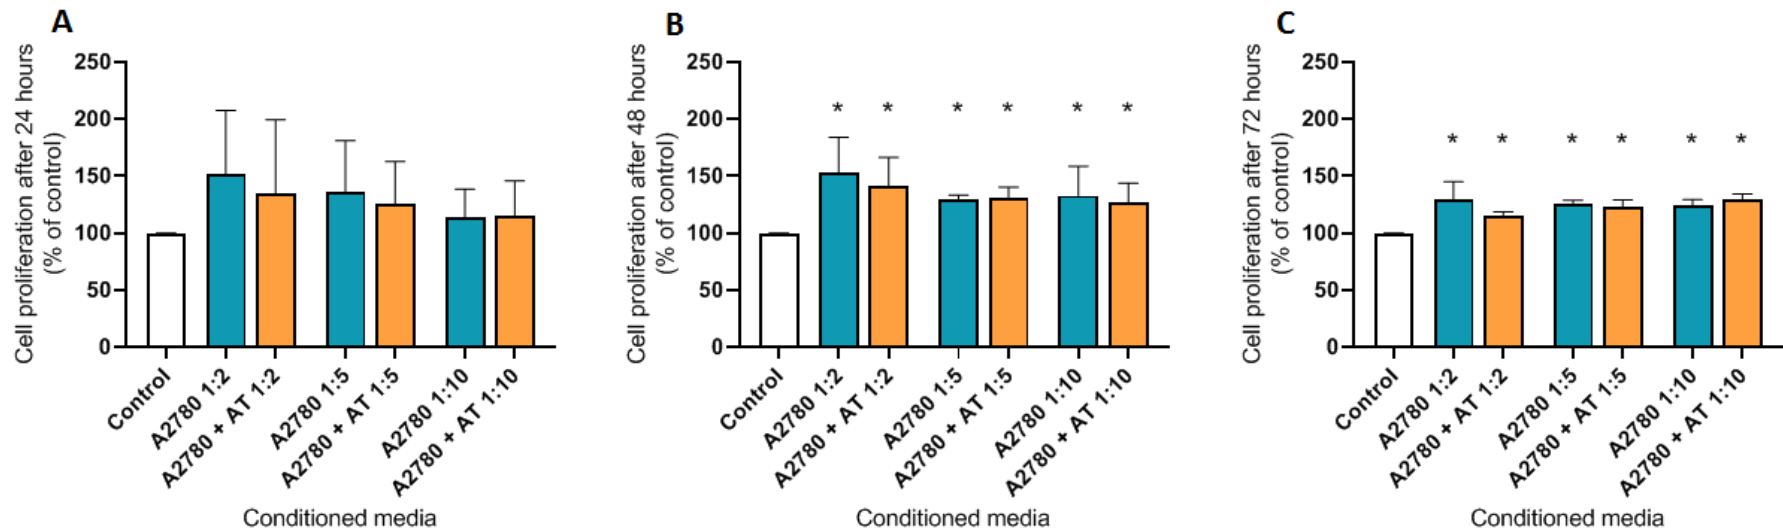 A
Cell proliferation after 24 hours
(% of control)
250
200
150
100
50
0
Control
A2780 1:2
A2780 + AT 1:2
A2780 1:5
A2780 + AT 1:5
A2780 1:10
A2780 + AT 1:10
Conditioned media
B
Cell proliferation after 48 hours
(% of control)
250
200
150
100
50
0
* * * * * *
Control
A2780 1:2
A2780 + AT 1:2
A2780 1:5
A2780 + AT 1:5
A2780 1:10
A2780 + AT 1:10
Conditioned media
C
Cell proliferation after 72 hours
(% of control)
250
200
150
100
50
0
* * * * * *
Control
A2780 1:2
A2780 + AT 1:2
A2780 1:5
A2780 + AT 1:5
A2780 1:10
A2780 + AT 1:10
Conditioned media